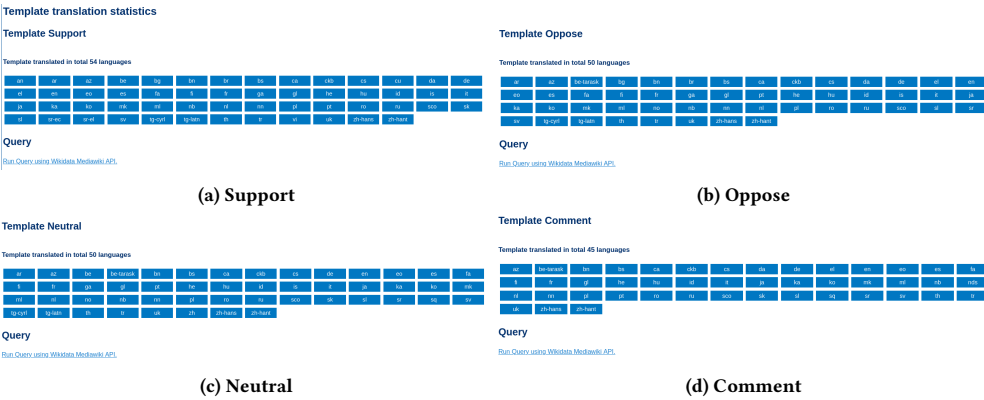 Template translation statistics
Template Support
Template translated in total 54 languages
an ar az be bg bn br bs ca ckb cs cu da de
el en eo es fa fi fr ga gl he hu id is it
ja ka ko mk ml nb nl nn pl pt ro ru sco sk
sl sr-ec sr-el sv tg-cyrl tg-latn th tr vi uk zh-hans zh-hant
Query
Run Query using Wikidata Mediawiki API.
(a) Support
Template Oppose
Template translated in total 50 languages
ar az be-tarask bg bn br bs ca ckb cs da de el en
eo es fa fi fr ga gl pt he hu id is it ja
ka ko mk ml no nb nn nl pl ro ru sco sl sr
sv tg-cyrl tg-latn th tr uk zh-hans zh-hant
Query
Run Query using Wikidata Mediawiki API.
(b) Oppose
Template Neutral
Template translated in total 50 languages
ar az be be-tarask bn bs ca ckb cs de en eo es fa
fi fr ga gl pt he hu id is it ja ka ko mk
ml nl no nb nn pl ro ru sco sk sl sr sq sv
tg-cyrl tg-latn th tr uk zh zh-hans zh-hant
Query
Run Query using Wikidata Mediawiki API.
(c) Neutral
Template Comment
Template translated in total 45 languages
az be-tarask bn bs ca ckb cs da de el en eo es fa
fi fr gl he hu id it ja ka ko mk ml nb nds
nl nn pl pt ro ru sco sk sl sq sr sv th tr
uk zh-hans zh-hant
Query
Run Query using Wikidata Mediawiki API.
(d) Comment